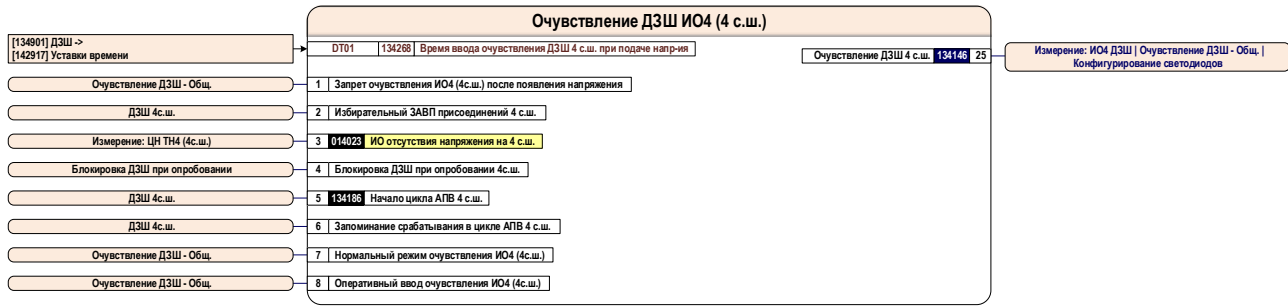 Очувствление ДЗШ ИО4 (4 с.ш.)
[134901] ДЗШ ->
[142917] Уставки времени
DT01 134268 Время ввода очувствления ДЗШ 4 с.ш. при подаче напр-ия
Очувствление ДЗШ 4 с.ш. 134146 25
Измерение: ИО4 ДЗШ | Очувствление ДЗШ - Общ. |
Конфигурирование светодиодов
Очувствление ДЗШ - Общ. 1 Запрет очувствления ИО4 (4с.ш.) после появления напряжения
ДЗШ 4с.ш. 2 Избирательный ЗАВП присоединений 4 с.ш.
Измерение: ЦН ТН4 (4с.ш.) 3 014023 ИО отсутствия напряжения на 4 с.ш.
Блокировка ДЗШ при опробовании 4 Блокировка ДЗШ при опробовании 4с.ш.
ДЗШ 4с.ш. 5 134186 Начало цикла АПВ 4 с.ш.
ДЗШ 4с.ш. 6 Запоминание срабатывания в цикле АПВ 4 с.ш.
Очувствление ДЗШ - Общ. 7 Нормальный режим очувствления ИО4 (4с.ш.)
Очувствление ДЗШ - Общ. 8 Оперативный ввод очувствления ИО4 (4с.ш.)